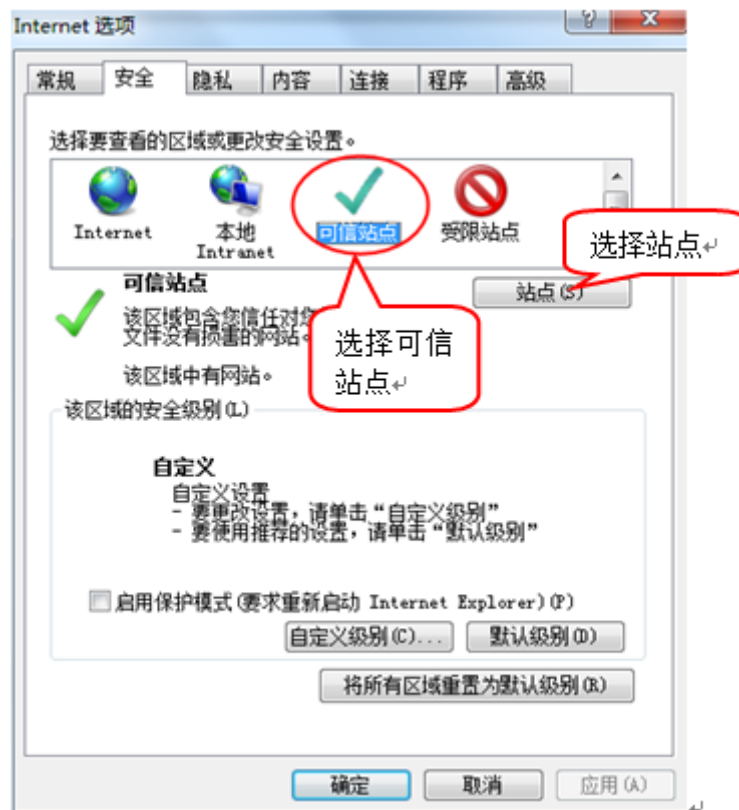 Internet 选项
常规 安全 隐私 内容 连接 程序 高级
选择要查看的区域或更改安全设置。
Internet 本地 Intranet 可信站点 受限站点
选择站点
可信站点
站点(S)
该区域包含您信任对您
文件没有损害的网站。
选择可信
站点
该区域中有网站。
该区域的安全级别(L)
自定义
自定义设置
- 要更改设置，请单击“自定义级别”
- 要使用推荐的设置，请单击“默认级别”
启用保护模式(要求重新启动 Internet Explorer)(P)
自定义级别(C)... 默认级别(D)
将所有区域重置为默认级别(R)
确定 取消 应用(A)